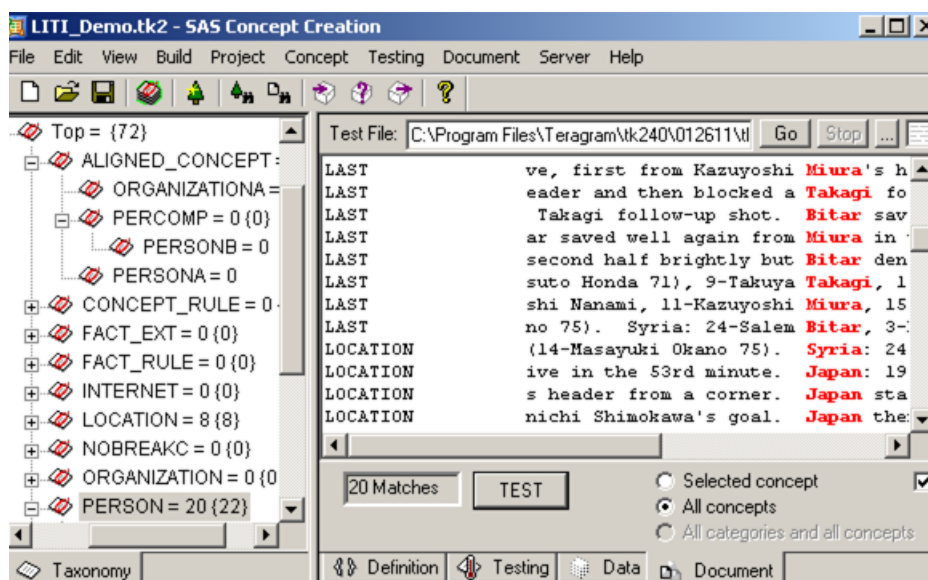 LITI_Demo.tk2 - SAS Concept Creation
File Edit View Build Project Concept Testing Document Server Help
Top = {72}
ALIGNED_CONCEPT
ORGANIZATIONA =
PERCOMP = 0 {0}
PERSONB = 0
PERSONA = 0
CONCEPT_RULE = 0
FACT_EXT = 0 {0}
FACT_RULE = 0 {0}
INTERNET = 0 {0}
LOCATION = 8 {8}
NOBREAKC = 0 {0}
ORGANIZATION = 0 {0
PERSON = 20 {22}
Taxonomy
Test File: C:\Program Files\Teragram\tk240\012611\tl Go Stop ...
LAST ve, first from Kazuyoshi Miura's h
LAST eader and then blocked a Takagi fo
LAST Takagi follow-up shot. Bitar sav
LAST ar saved well again from Miura in
LAST second half brightly but Bitar den
LAST suto Honda 71), 9-Takuya Takagi, 1
LAST shi Nanami, 11-Kazuyoshi Miura, 15
LAST no 75). Syria: 24-Salem Bitar, 3-
LOCATION (14-Masayuki Okano 75). Syria: 24
LOCATION ive in the 53rd minute. Japan: 19
LOCATION s header from a corner. Japan sta
LOCATION nichi Shimokawa's goal. Japan the
20 Matches TEST
Selected concept
All concepts
All categories and all concepts
Definition Testing Data Document